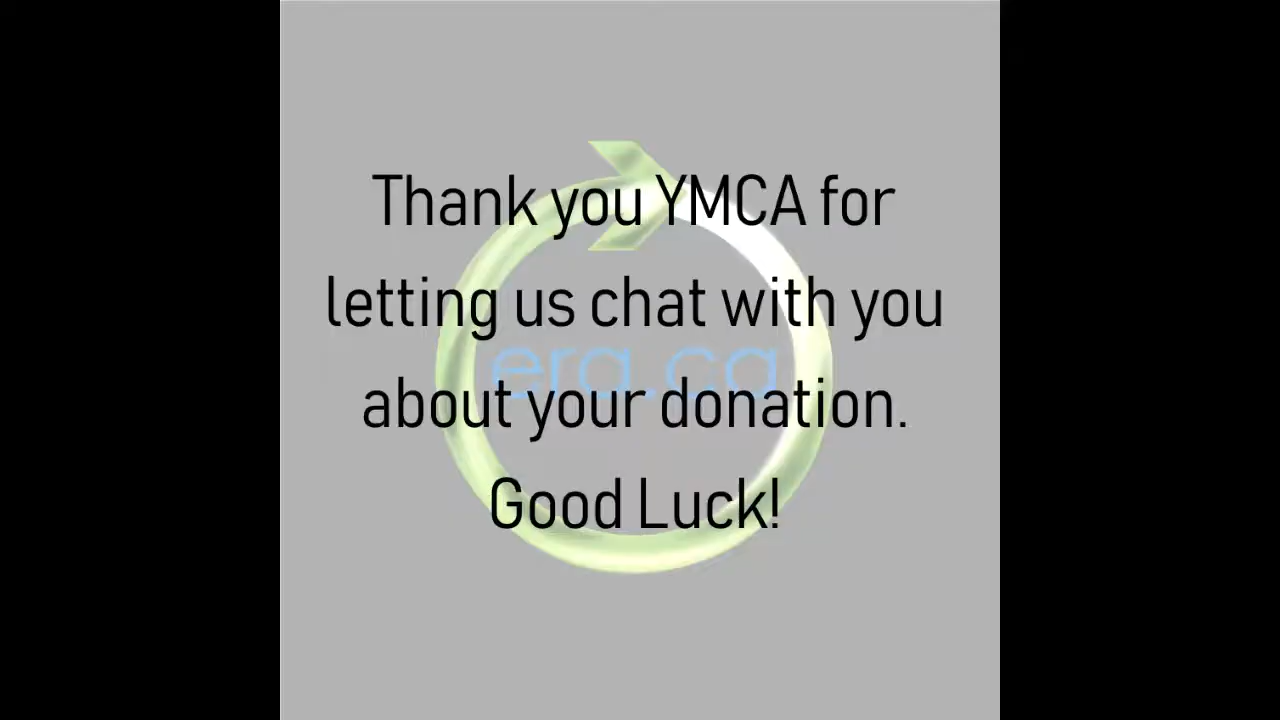 Thank you YMCA for
letting us chat with you
era.ca
about your donation.
Good Luck!